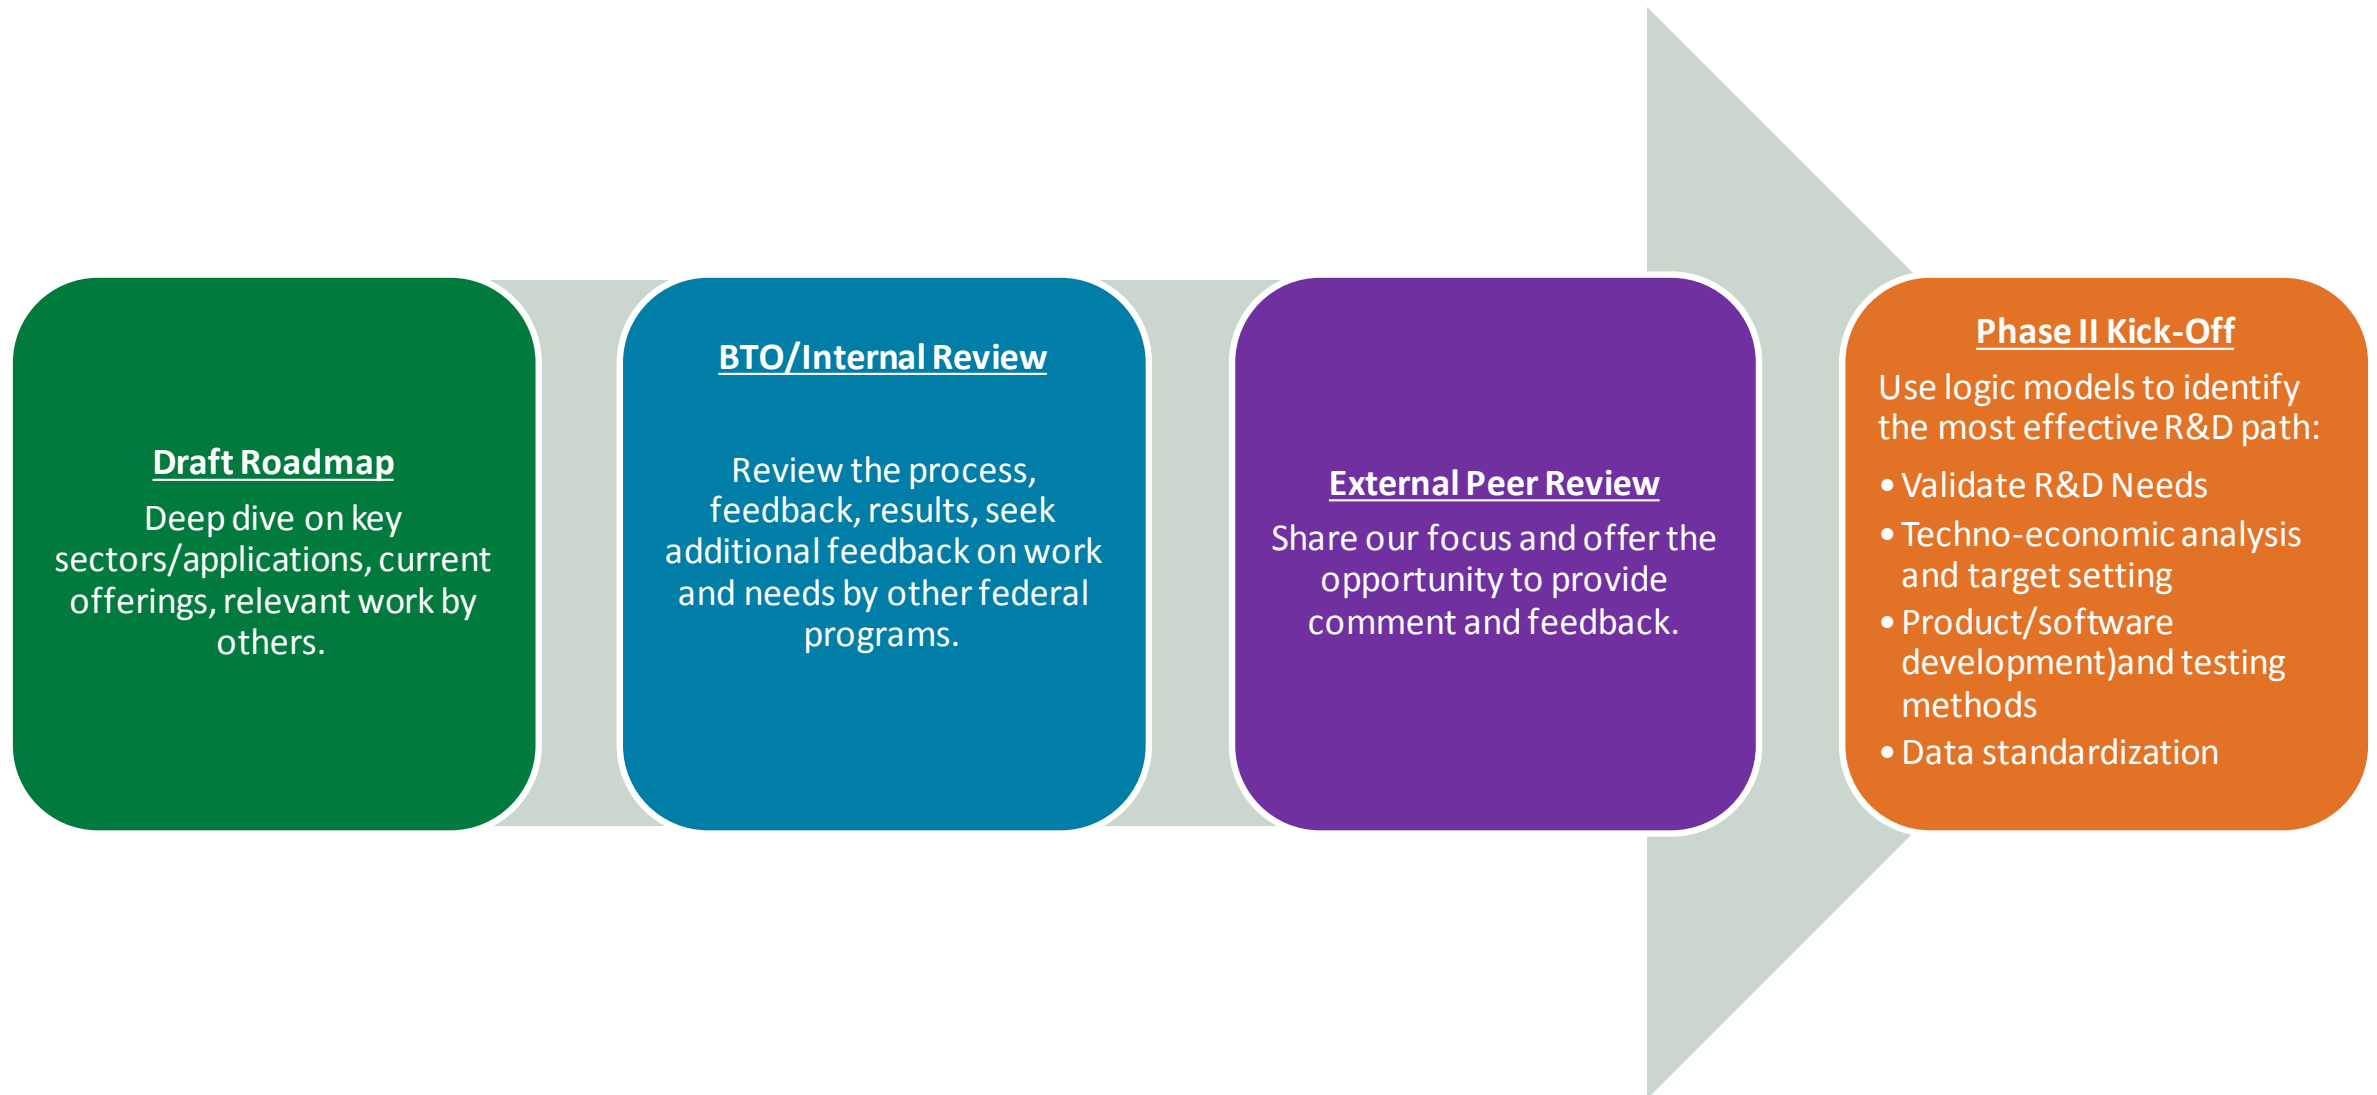 Draft Roadmap
Deep dive on key
sectors/applications, current
offerings, relevant work by
others.
BTO/Internal Review
Review the process,
feedback, results, seek
additional feedback on work
and needs by other federal
programs.
External Peer Review
Share our focus and offer the
opportunity to provide
comment and feedback.
Phase II Kick-Off
Use logic models to identify
the most effective R&D path:
• Validate R&D Needs
• Techno-economic analysis
and target setting
• Product/software
development)and testing
methods
• Data standardization